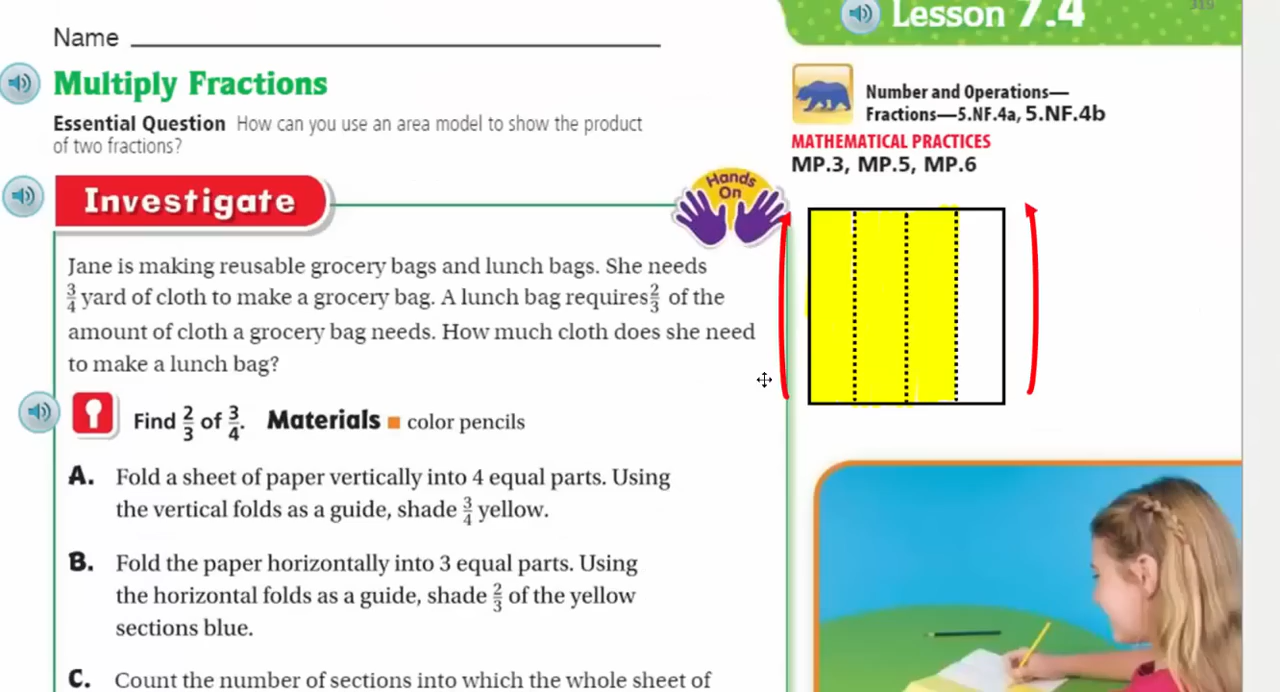 319
Lesson 7.4
Name
Multiply Fractions
Essential Question How can you use an area model to show the product
of two fractions?
Number and Operations—
Fractions—5.NF.4a, 5.NF.4b
MATHEMATICAL PRACTICES
MP.3, MP.5, MP.6
Investigate
Hands
On
Jane is making reusable grocery bags and lunch bags. She needs
3/4 yard of cloth to make a grocery bag. A lunch bag requires 2/3 of the
amount of cloth a grocery bag needs. How much cloth does she need
to make a lunch bag?
Find 2/3 of 3/4. Materials ■ color pencils
A. Fold a sheet of paper vertically into 4 equal parts. Using
the vertical folds as a guide, shade 3/4 yellow.
B. Fold the paper horizontally into 3 equal parts. Using
the horizontal folds as a guide, shade 2/3 of the yellow
sections blue.
C. Count the number of sections into which the whole sheet of